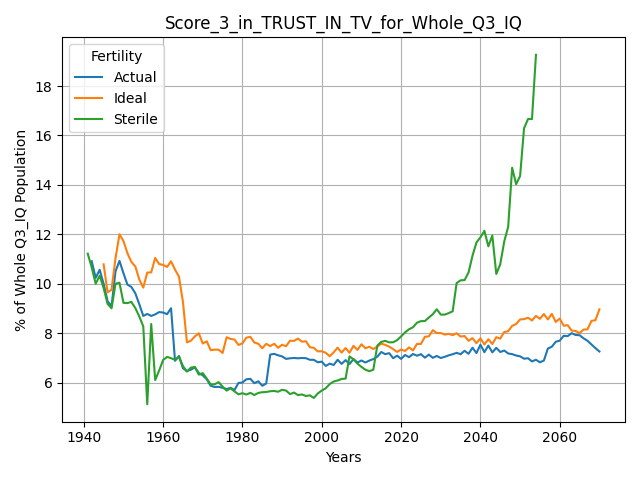 Score_3_in_TRUST_IN_TV_for_Whole_Q3_IQ
Fertility
Actual
Ideal
Sterile
% of Whole Q3_IQ Population
18
16
14
12
10
8
6
1940 1960 1980 2000 2020 2040 2060
Years